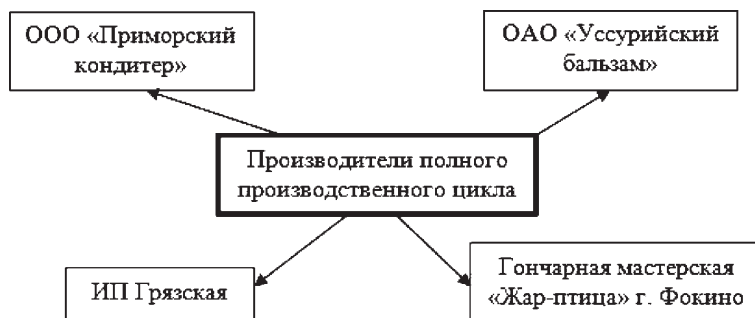 ООО «Приморский
кондитер»
ОАО «Уссурийский
бальзам»
Производители полного
производственного цикла
ИП Грязская
Гончарная мастерская
«Жар-птица» г. Фокино